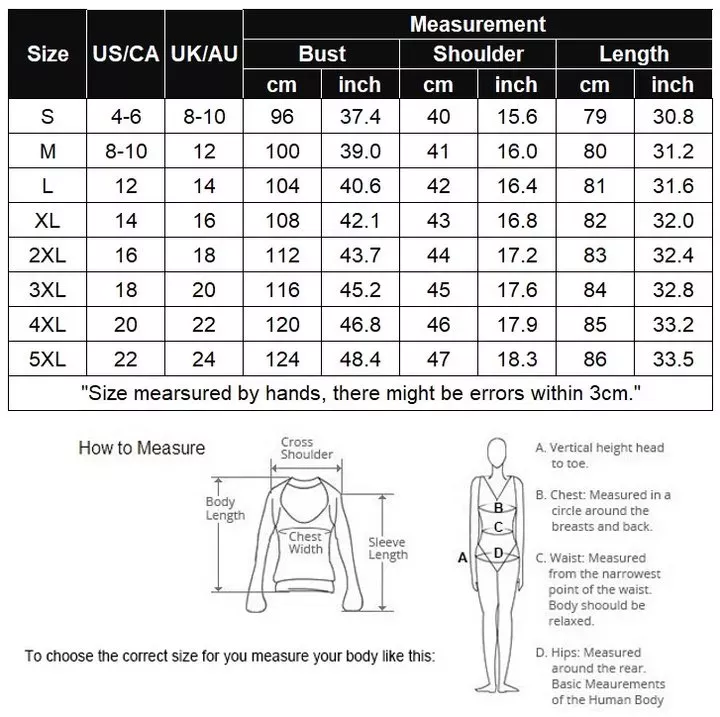 Measurement
Size US/CA UK/AU Bust Shoulder Length
cm inch cm inch cm inch
S 4-6 8-10 96 37.4 40 15.6 79 30.8
M 8-10 12 100 39.0 41 16.0 80 31.2
L 12 14 104 40.6 42 16.4 81 31.6
XL 14 16 108 42.1 43 16.8 82 32.0
2XL 16 18 112 43.7 44 17.2 83 32.4
3XL 18 20 116 45.2 45 17.6 84 32.8
4XL 20 22 120 46.8 46 17.9 85 33.2
5XL 22 24 124 48.4 47 18.3 86 33.5
"Size mearsured by hands, there might be errors within 3cm."
How to Measure
Cross
Shoulder
Body
Length
Chest
Width
Sleeve
Length
To choose the correct size for you measure your body like this:
B
C
A
D
A. Vertical height head
to toe.
B. Chest: Measured in a
circle around the
breasts and back.
C. Waist: Measured
from the narrowest
point of the waist.
Body shoould be
relaxed.
D. Hips: Measured
around the rear.
Basic Meaurements
of the Human Body